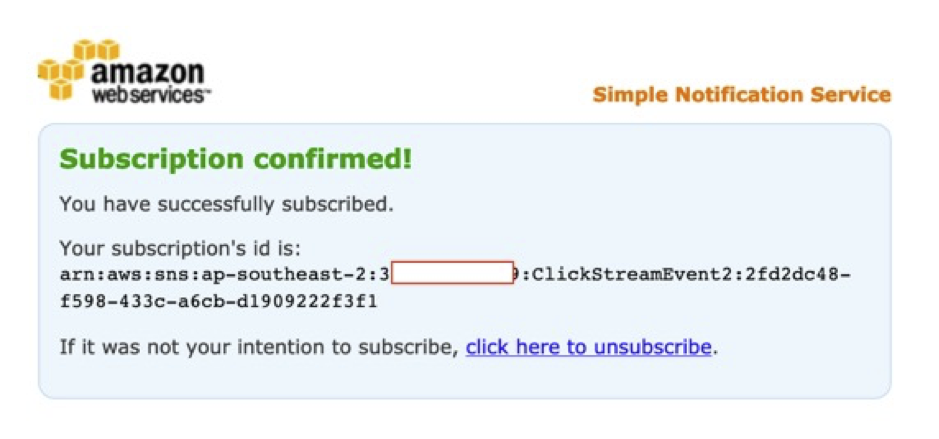 amazon
webservices™
Simple Notification Service
Subscription confirmed!
You have successfully subscribed.
Your subscription's id is:
arn:aws:sns:ap-southeast-2:3 9:ClickStreamEvent2:2fd2dc48-
f598-433c-a6cb-d1909222f3f1
If it was not your intention to subscribe, click here to unsubscribe.